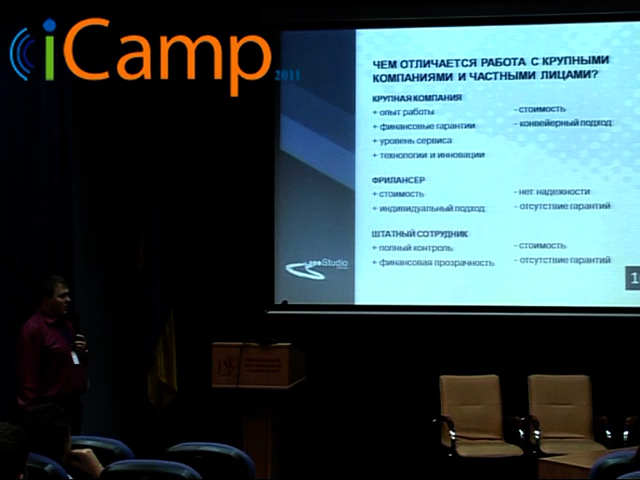 iCamp
2011
ЧЕМ ОТЛИЧАЕТСЯ РАБОТА С КРУПНЫМИ
КОМПАНИЯМИ И ЧАСТНЫМИ ЛИЦАМИ?
КРУПНАЯ КОМПАНИЯ
+ опыт работы - стоимость
+ финансовые гарантии - конвейерный подход
+ уровень сервиса
+ технологии и инновации
ФРИЛАНСЕР
+ стоимость - нет надежности
+ индивидуальный подход - отсутствие гарантий
ШТАТНЫЙ СОТРУДНИК
+ полный контроль - стоимость
+ финансовая прозрачность - отсутствие гарантий
Studio